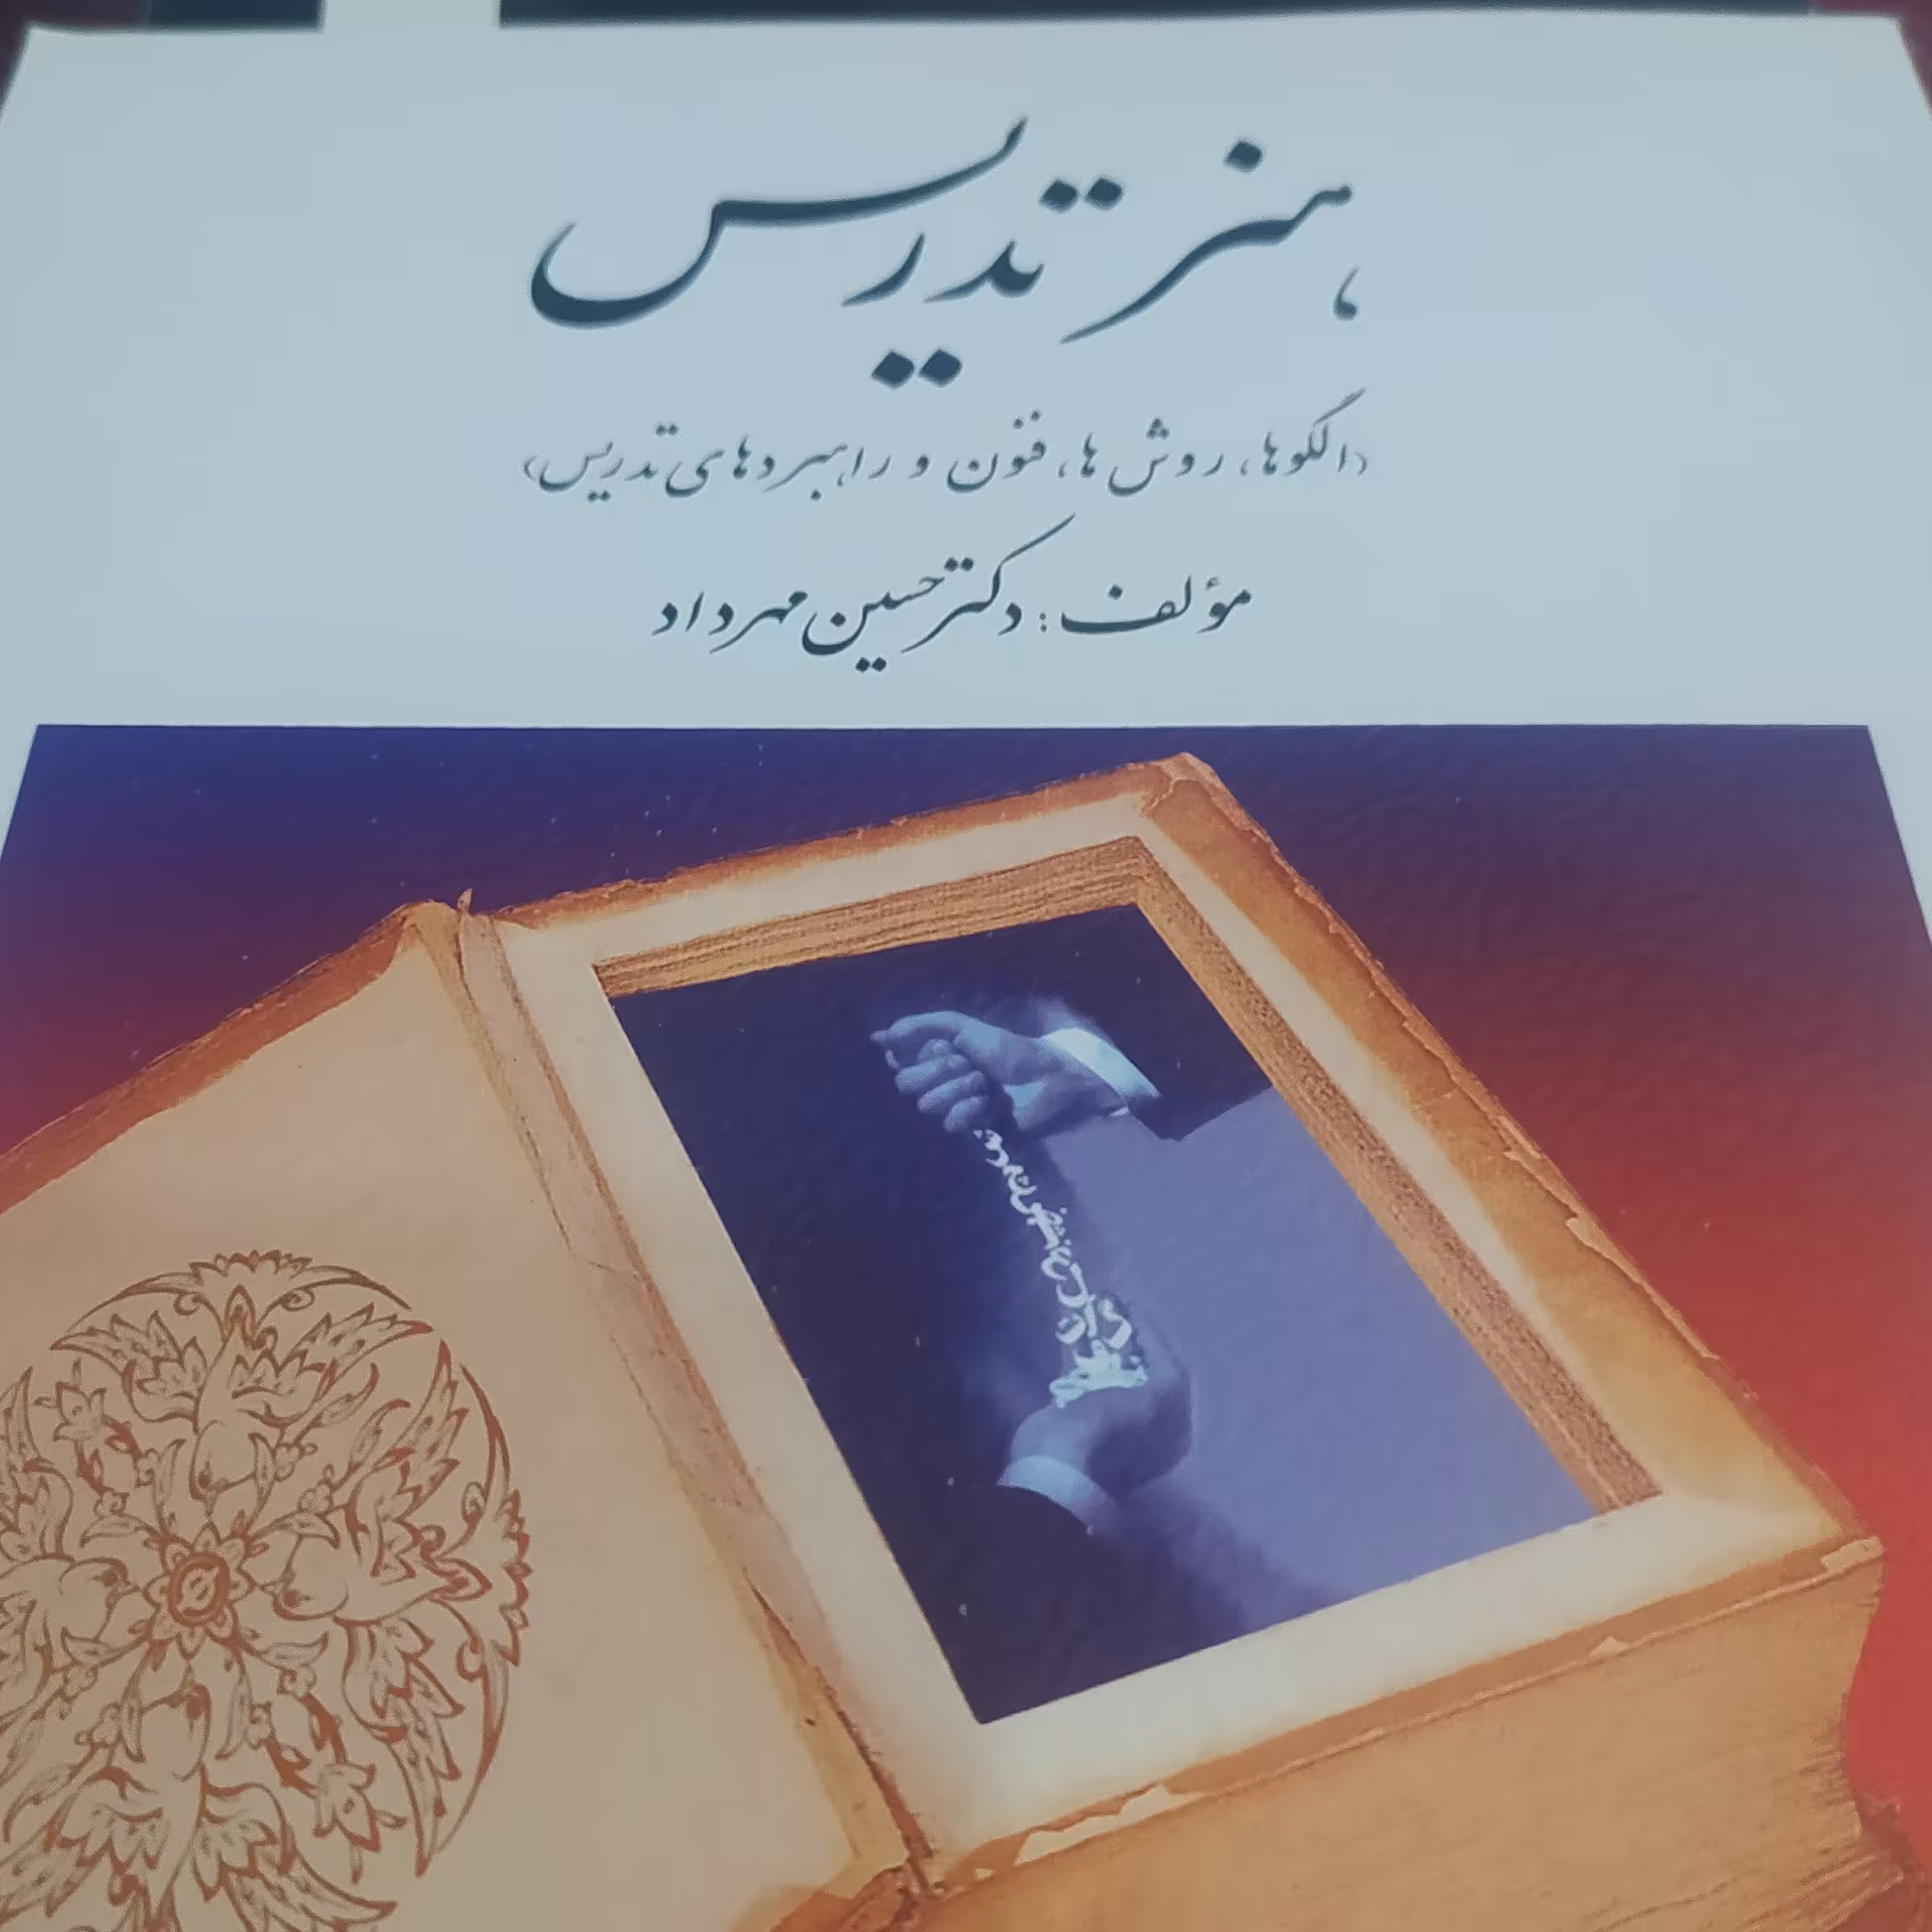 هنر تدریس
(الگوها، روش ها، فنون و راهبردهای تدریس)
مؤلف: دکتر حسین مهرداد